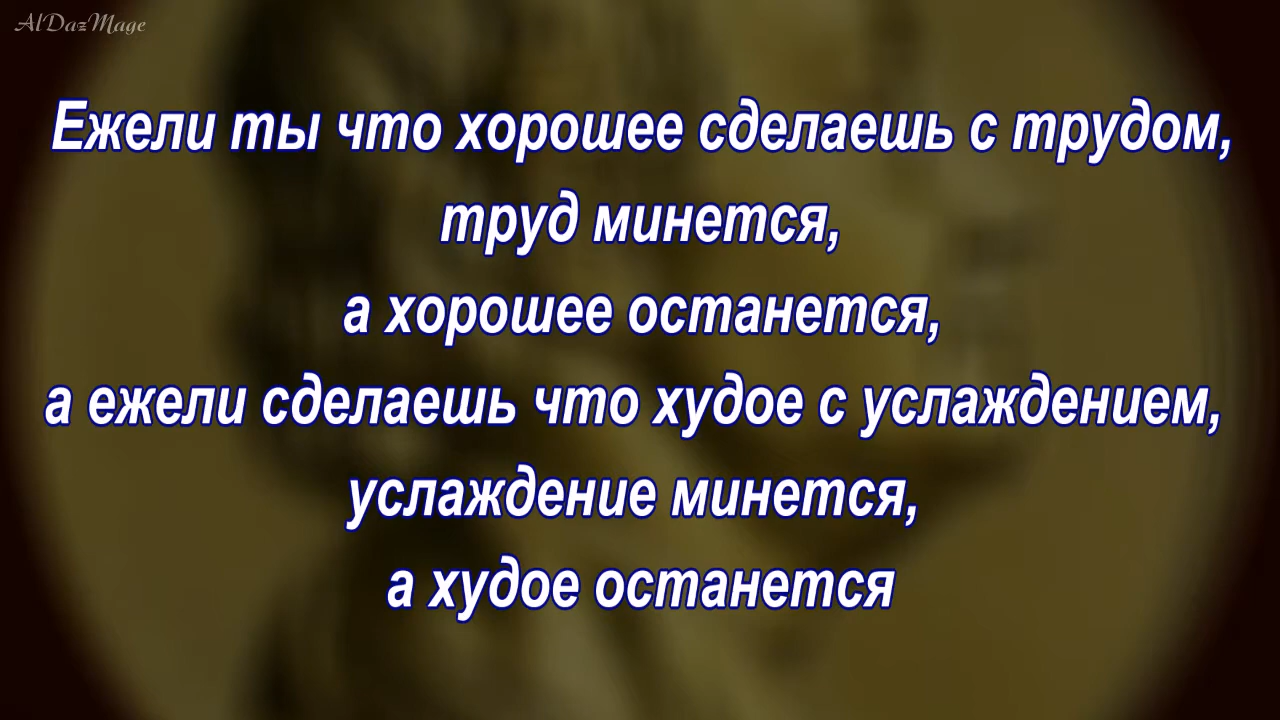 AlDazMage
Ежели ты что хорошее сделаешь с трудом,
труд минется,
а хорошее останется,
а ежели сделаешь что худое с услаждением,
услаждение минется,
а худое останется